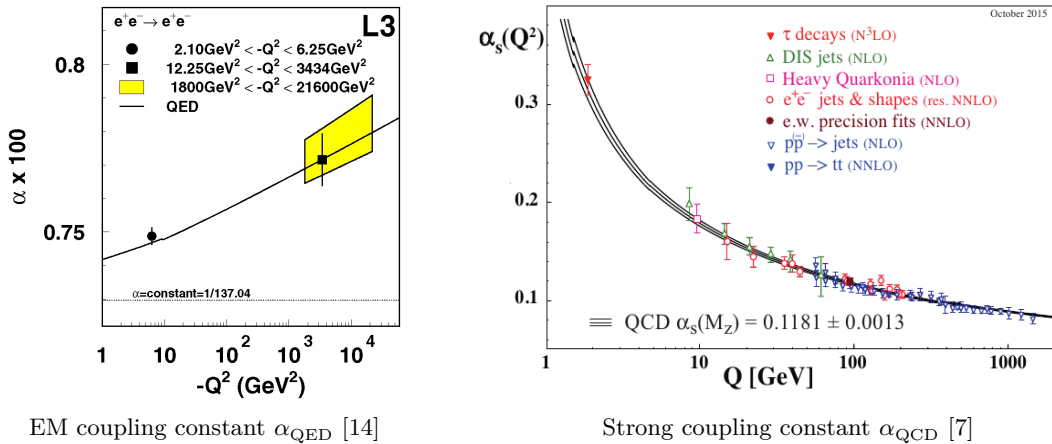 e⁺e⁻ → e⁺e⁻
L3
2.10GeV² < -Q² < 6.25GeV²
12.25GeV² < -Q² < 3434GeV²
1800GeV² < -Q² < 21600GeV²
QED
0.8
0.75
α x 100
α=constant=1/137.04
1 10 10² 10³ 10⁴
-Q² (GeV²)
EM coupling constant α_QED [14]
October 2015
αₛ(Q²)
τ decays (N³LO)
DIS jets (NLO)
Heavy Quarkonia (NLO)
e⁺e⁻ jets & shapes (res. NNLO)
e.w. precision fits (NNLO)
pp(–) –> jets (NLO)
pp –> tt (NNLO)
0.3
0.2
0.1
QCD αₛ(M_Z) = 0.1181 ± 0.0013
1 10 100 1000
Q [GeV]
Strong coupling constant α_QCD [7]